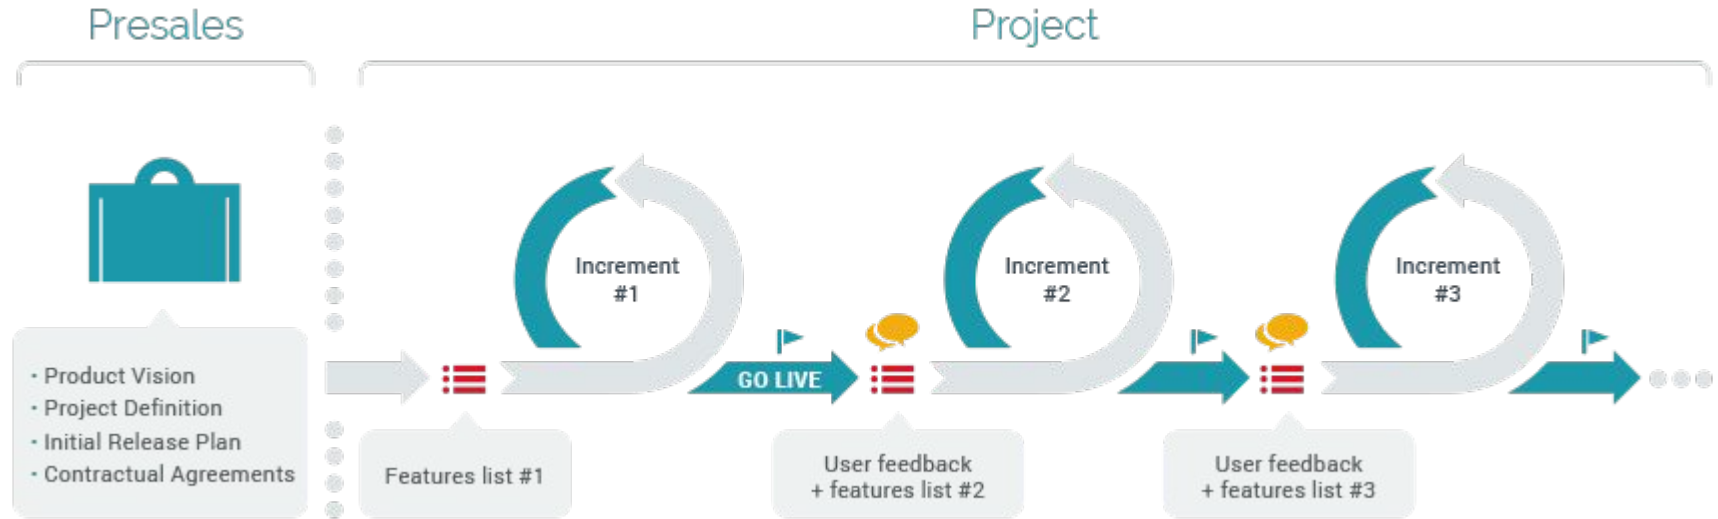 Presales
Project
· Product Vision
· Project Definition
· Initial Release Plan
· Contractual Agreements
Features list #1
Increment
#1
GO LIVE
User feedback
+ features list #2
Increment
#2
User feedback
+ features list #3
Increment
#3